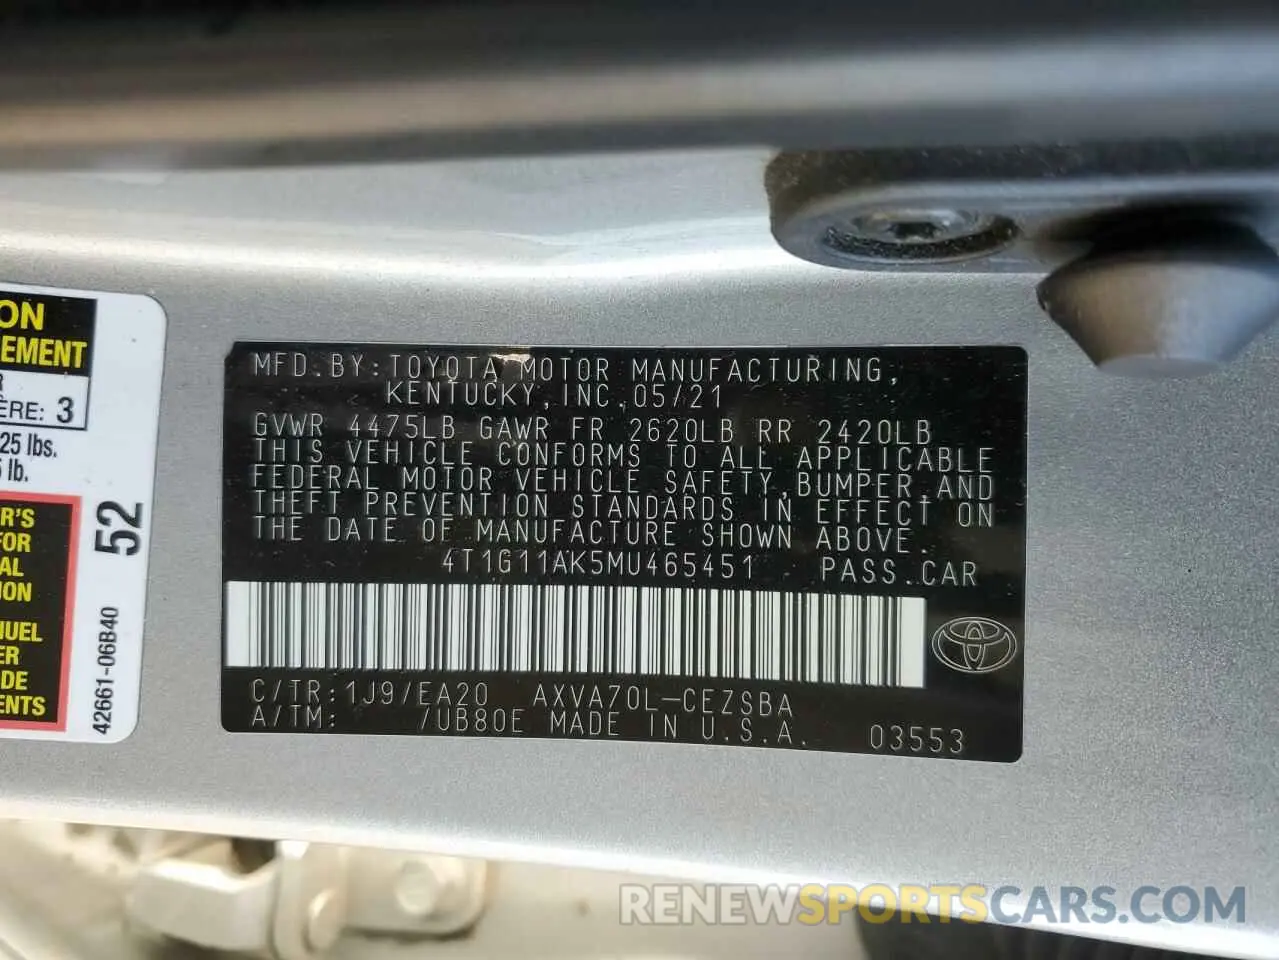 ON
EMENT
R
ÈRE: 3
25 lbs.
5 lb.
R'S
FOR
AL
ION
NUEL
ER
DE
ENTS
52
42661-06B40
MFD.BY:TOYOTA MOTOR MANUFACTURING,
KENTUCKY,INC.05/21
GVWR 4475LB GAWR FR 2620LB RR 2420LB
THIS VEHICLE CONFORMS TO ALL APPLICABLE
FEDERAL MOTOR VEHICLE SAFETY,BUMPER,AND
THEFT PREVENTION STANDARDS IN EFFECT ON
THE DATE OF MANUFACTURE SHOWN ABOVE.
4T1G11AK5MU465451 PASS.CAR
C/TR:1J9/EA20 AXVA70L-CEZSBA
A/TM: /UB80E MADE IN U.S.A. 03553
RENEWSPORTSCARS.COM